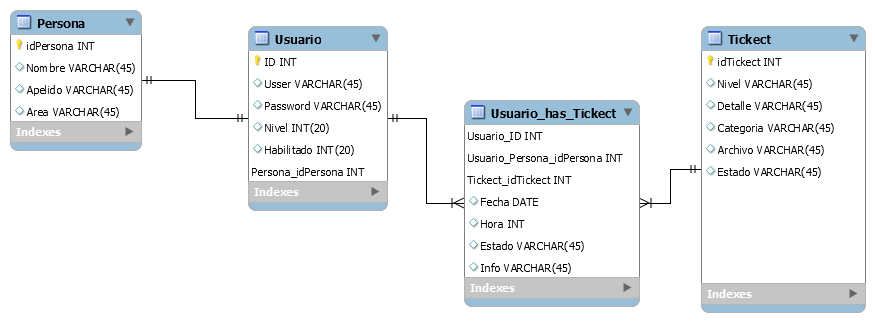 Persona
idPersona INT
Nombre VARCHAR(45)
Apelido VARCHAR(45)
Area VARCHAR(45)
Indexes
Usuario
ID INT
Usser VARCHAR(45)
Password VARCHAR(45)
Nivel INT(20)
Habilitado INT(20)
Persona_idPersona INT
Indexes
Usuario_has_Tickect
Usuario_ID INT
Usuario_Persona_idPersona INT
Tickect_idTickect INT
Fecha DATE
Hora INT
Estado VARCHAR(45)
Info VARCHAR(45)
Indexes
Tickect
idTickect INT
Nivel VARCHAR(45)
Detalle VARCHAR(45)
Categoria VARCHAR(45)
Archivo VARCHAR(45)
Estado VARCHAR(45)
Indexes